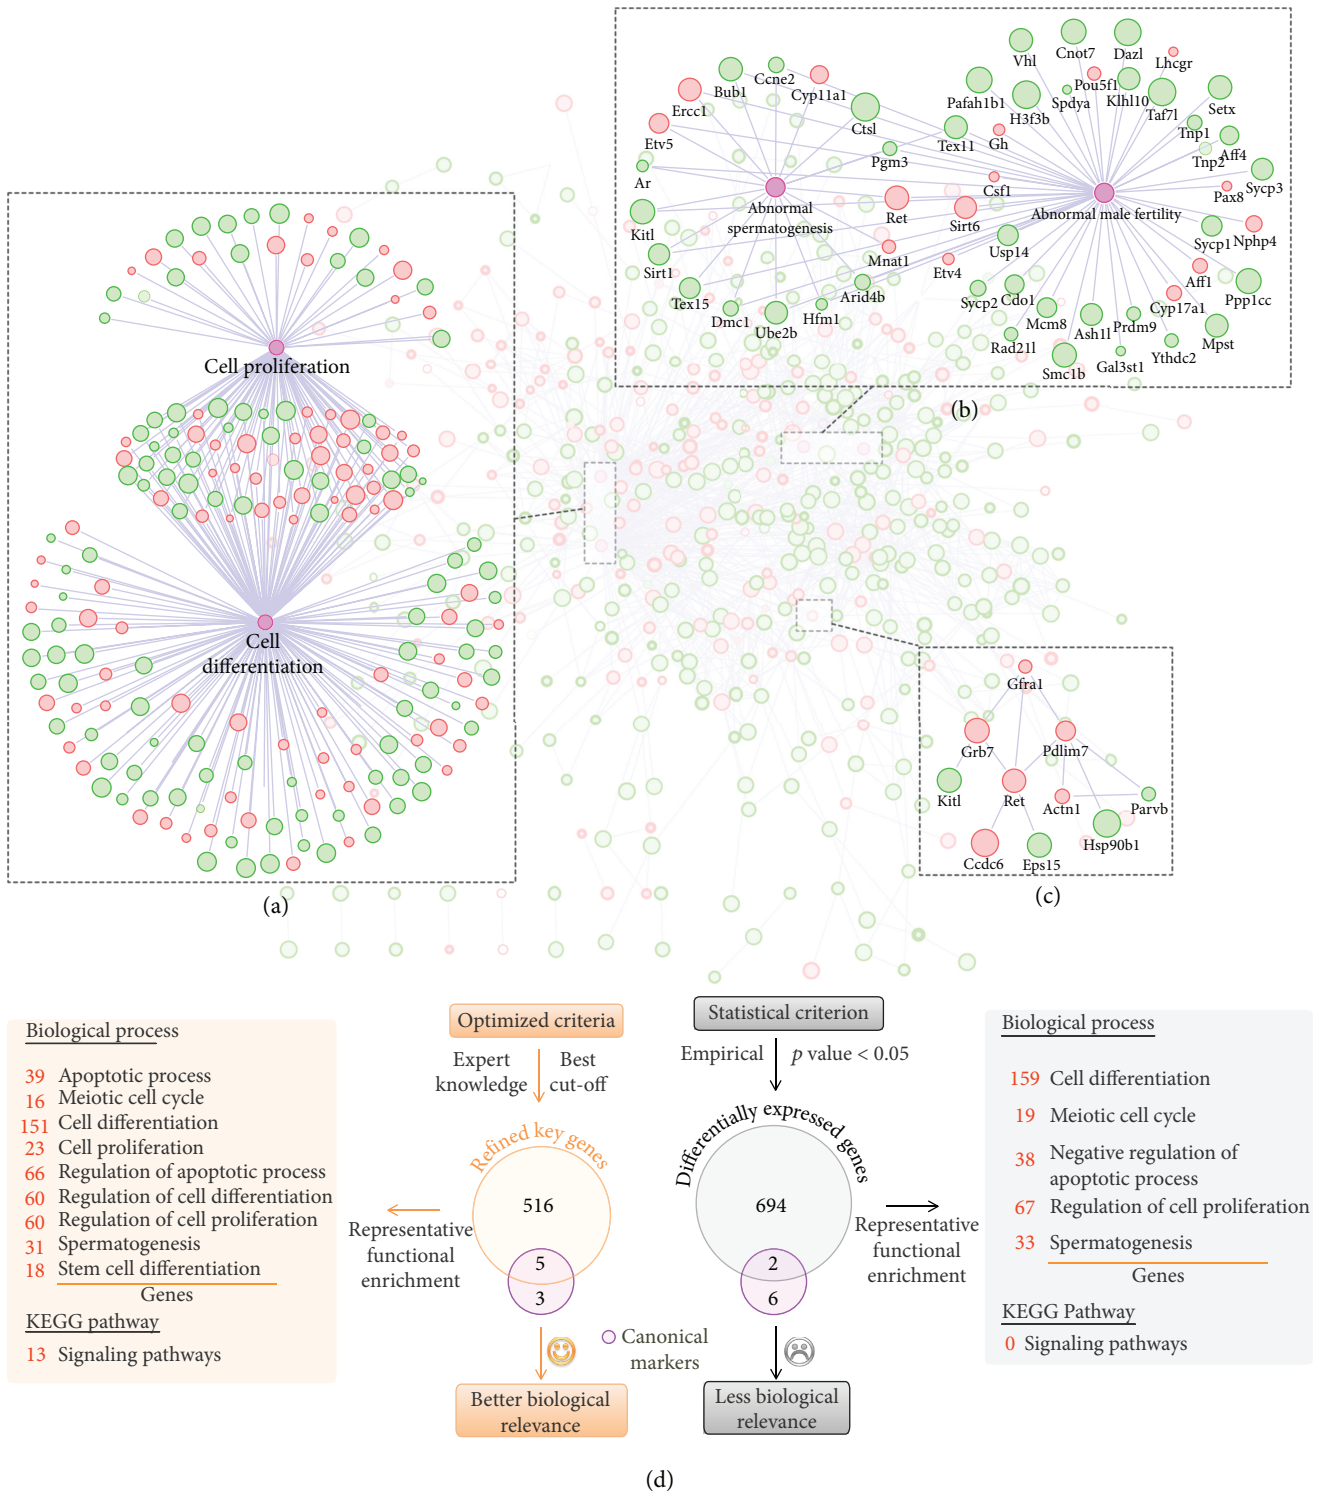 Vhl
Cnot7
Dazl
Lhcgr
Bub1
Ccne2
Cyp11a1
Ercc1
Ctsl
Etv5
Pafah1b1
H3f3b
Spdya
Pou5f1
Klhl10
Taf7l
Setx
Tex11
Gh
Tnp1
Tnp2
Aff4
Pgm3
Ar
Csf1
Pax8
Sycp3
Abnormal
spermatogenesis
Ret
Sirt6
Abnormal male fertility
Kitl
Sirt1
Mnat1
Etv4
Usp14
Sycp1
Nphp4
Tex15
Dmc1
Ube2b
Hfm1
Arid4b
Sycp2
Cdo1
Mcm8
Rad21l
Ash1l
Prdm9
Aff1
Cyp17a1
Ppp1cc
Smc1b
Gal3st1
Ythdc2
Mpst
(b)
Cell proliferation
Cell
differentiation
(a)
Gfra1
Grb7
Pdlim7
Kitl
Ret
Actn1
Parvb
Ccdc6
Eps15
Hsp90b1
(c)
Biological process
39 Apoptotic process
16 Meiotic cell cycle
151 Cell differentiation
23 Cell proliferation
66 Regulation of apoptotic process
60 Regulation of cell differentiation
60 Regulation of cell proliferation
31 Spermatogenesis
18 Stem cell differentiation
Genes
KEGG pathway
13 Signaling pathways
Optimized criteria
Expert
knowledge
Best
cut-off
Refined key genes
516
5
3
Representative
functional
enrichment
Better biological
relevance
Canonical
markers
Statistical criterion
Empirical
p value < 0.05
Differentially expressed genes
694
2
6
Representative
functional
enrichment
Less biological
relevance
Biological process
159 Cell differentiation
19 Meiotic cell cycle
38 Negative regulation of
apoptotic process
67 Regulation of cell proliferation
33 Spermatogenesis
Genes
KEGG Pathway
0 Signaling pathways
(d)